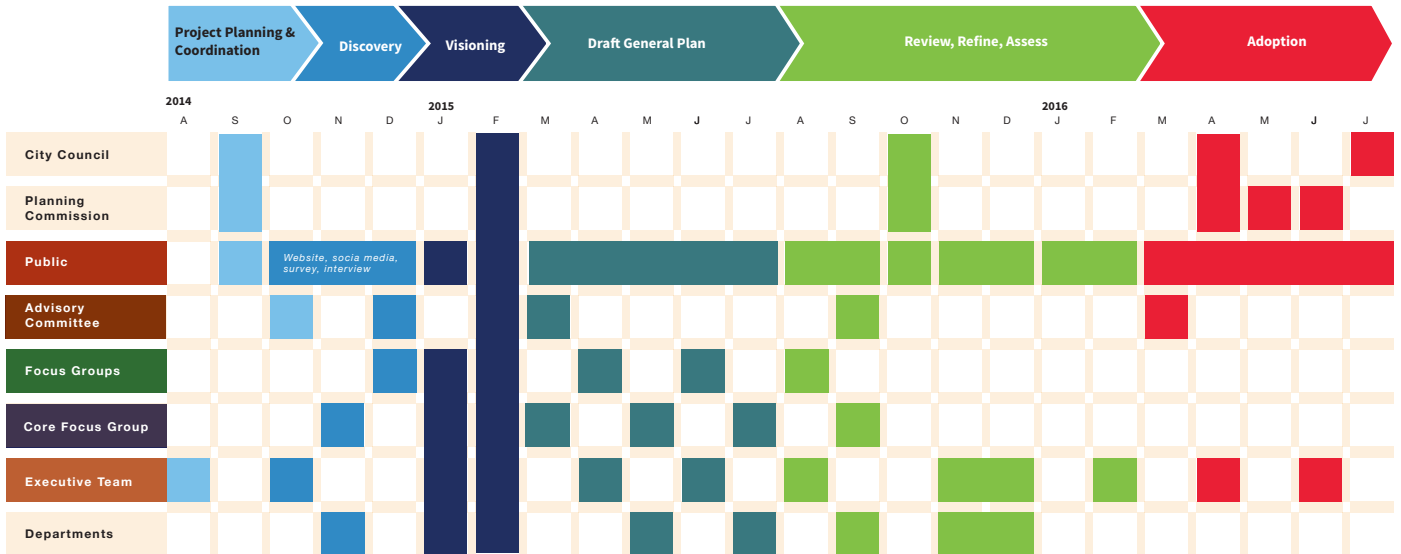 Project Planning &
Coordination
Discovery
Visioning
Draft General Plan
Review, Refine, Assess
Adoption
2014
2015
2016
A S O N D J F M A M J J A S O N D J F M A M J J
City Council
Planning
Commission
Public
Website, socia media,
survey, interview
Advisory
Committee
Focus Groups
Core Focus Group
Executive Team
Departments